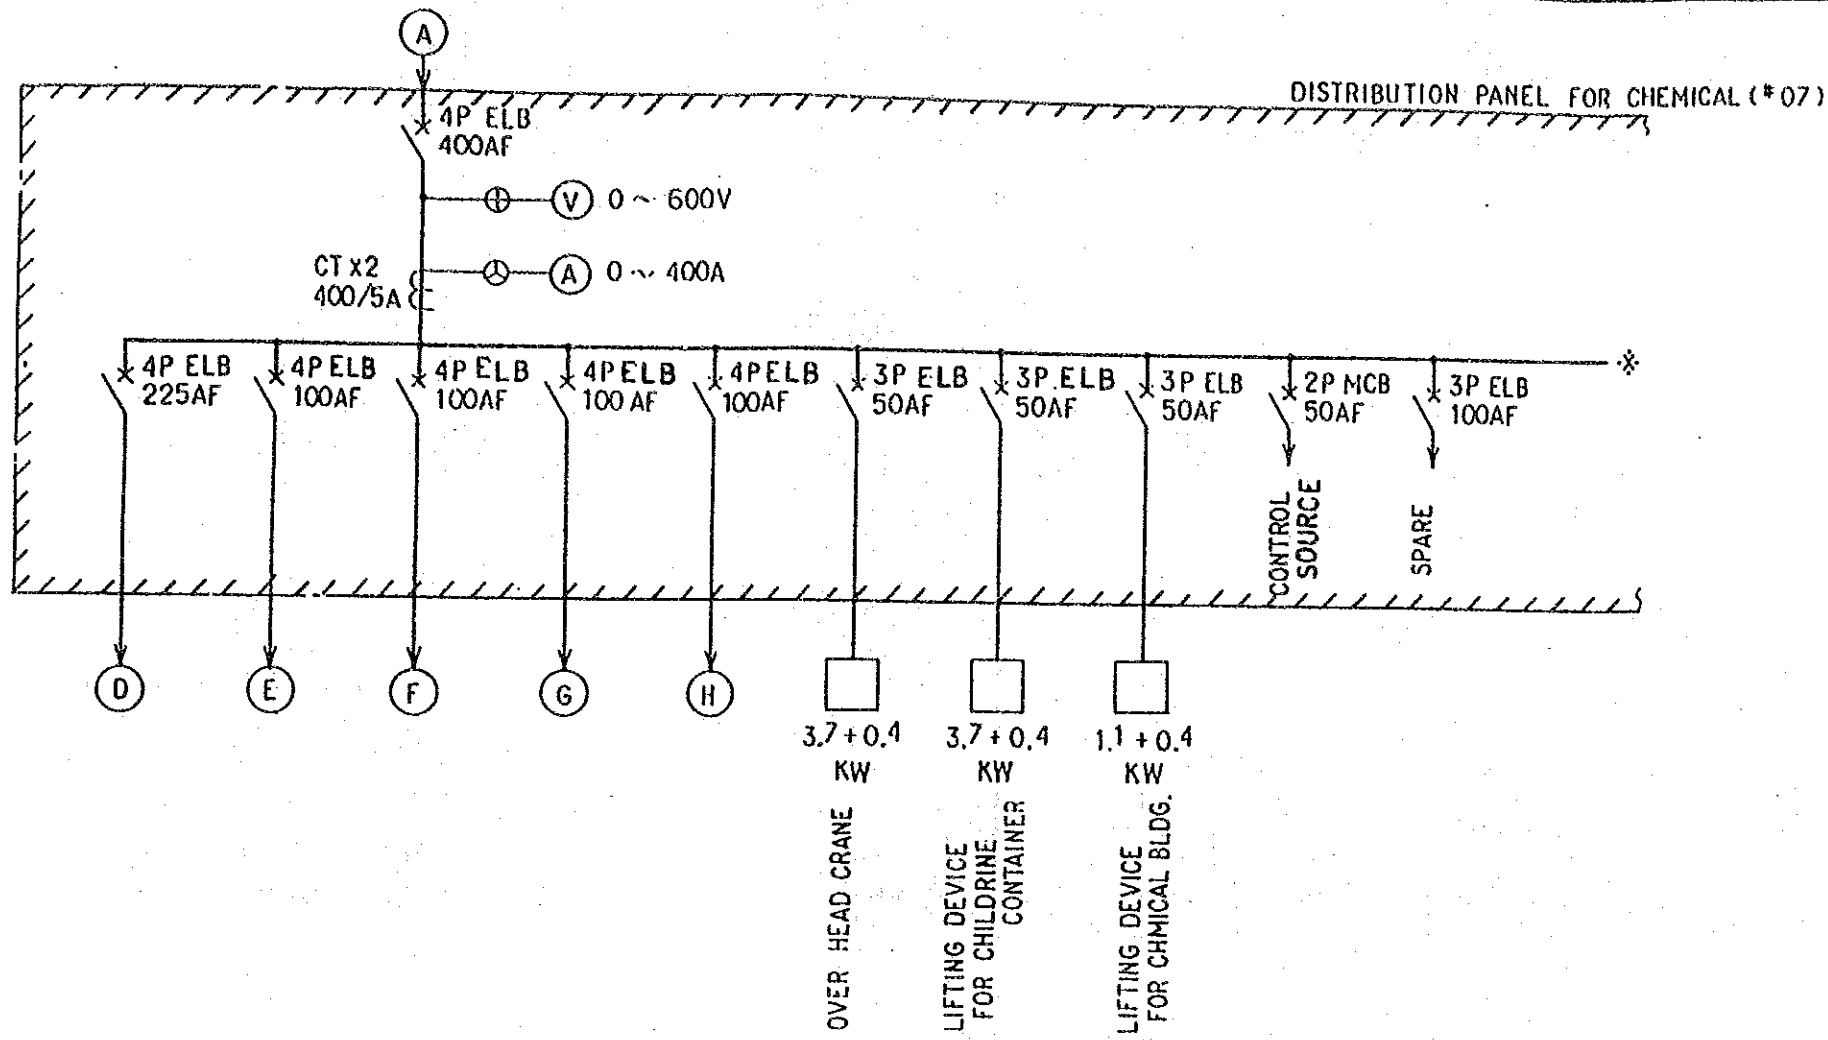 A
DISTRIBUTION PANEL FOR CHEMICAL (#07)
4P ELB
400AF
V 0 ~ 600V
CT x2
400/5A
A 0 ~ 400A
4P ELB
225AF
4P ELB
100AF
4P ELB
100AF
4P ELB
100 AF
4P ELB
100AF
3P ELB
50AF
3P. ELB
50AF
3P ELB
50AF
2P MCB
50AF
3P ELB
100AF
※
CONTROL
SOURCE
SPARE
D
E
F
G
H
3.7 + 0.4
KW
3.7 + 0.4
KW
1.1 + 0.4
KW
OVER HEAD CRANE
LIFTING DEVICE
FOR CHILDRINE
CONTAINER
LIFTING DEVICE
FOR CHMICAL BLDG.